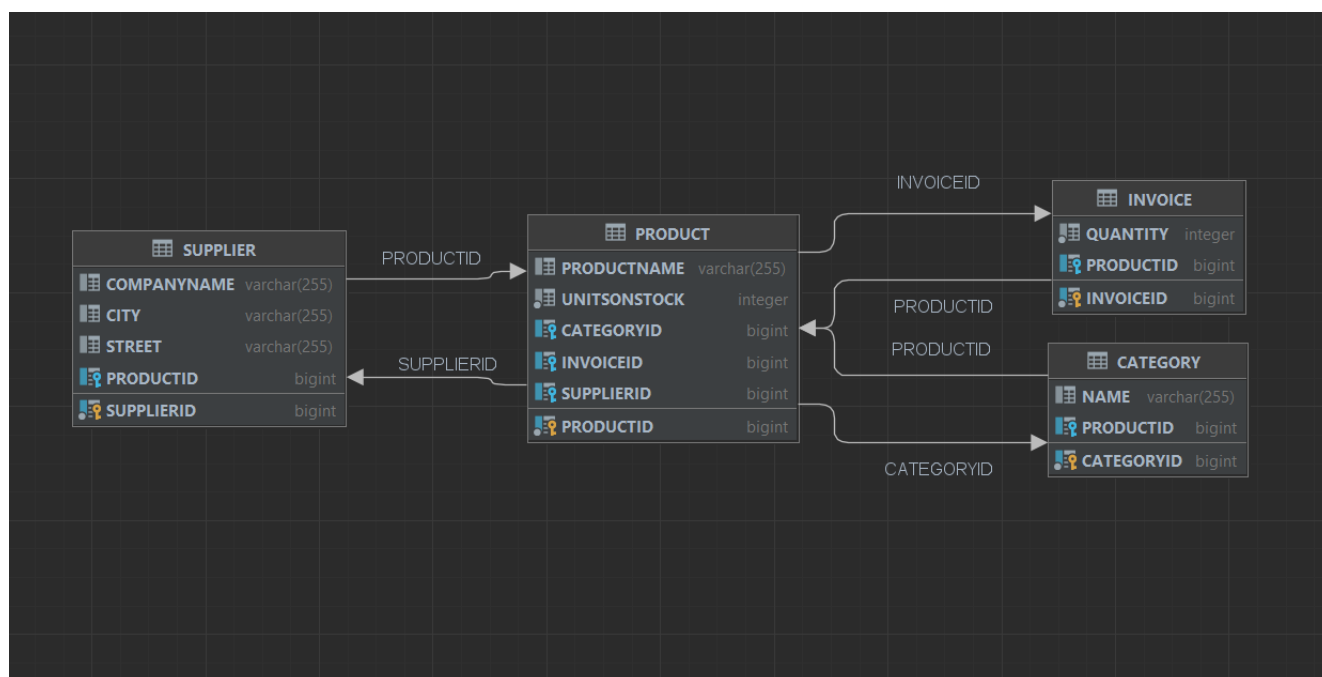 SUPPLIER
COMPANYNAME varchar(255)
CITY varchar(255)
STREET varchar(255)
PRODUCTID bigint
SUPPLIERID bigint
PRODUCTID
SUPPLIERID
PRODUCT
PRODUCTNAME varchar(255)
UNITSONSTOCK integer
CATEGORYID bigint
INVOICEID bigint
SUPPLIERID bigint
PRODUCTID bigint
INVOICEID
PRODUCTID
PRODUCTID
CATEGORYID
INVOICE
QUANTITY integer
PRODUCTID bigint
INVOICEID bigint
CATEGORY
NAME varchar(255)
PRODUCTID bigint
CATEGORYID bigint